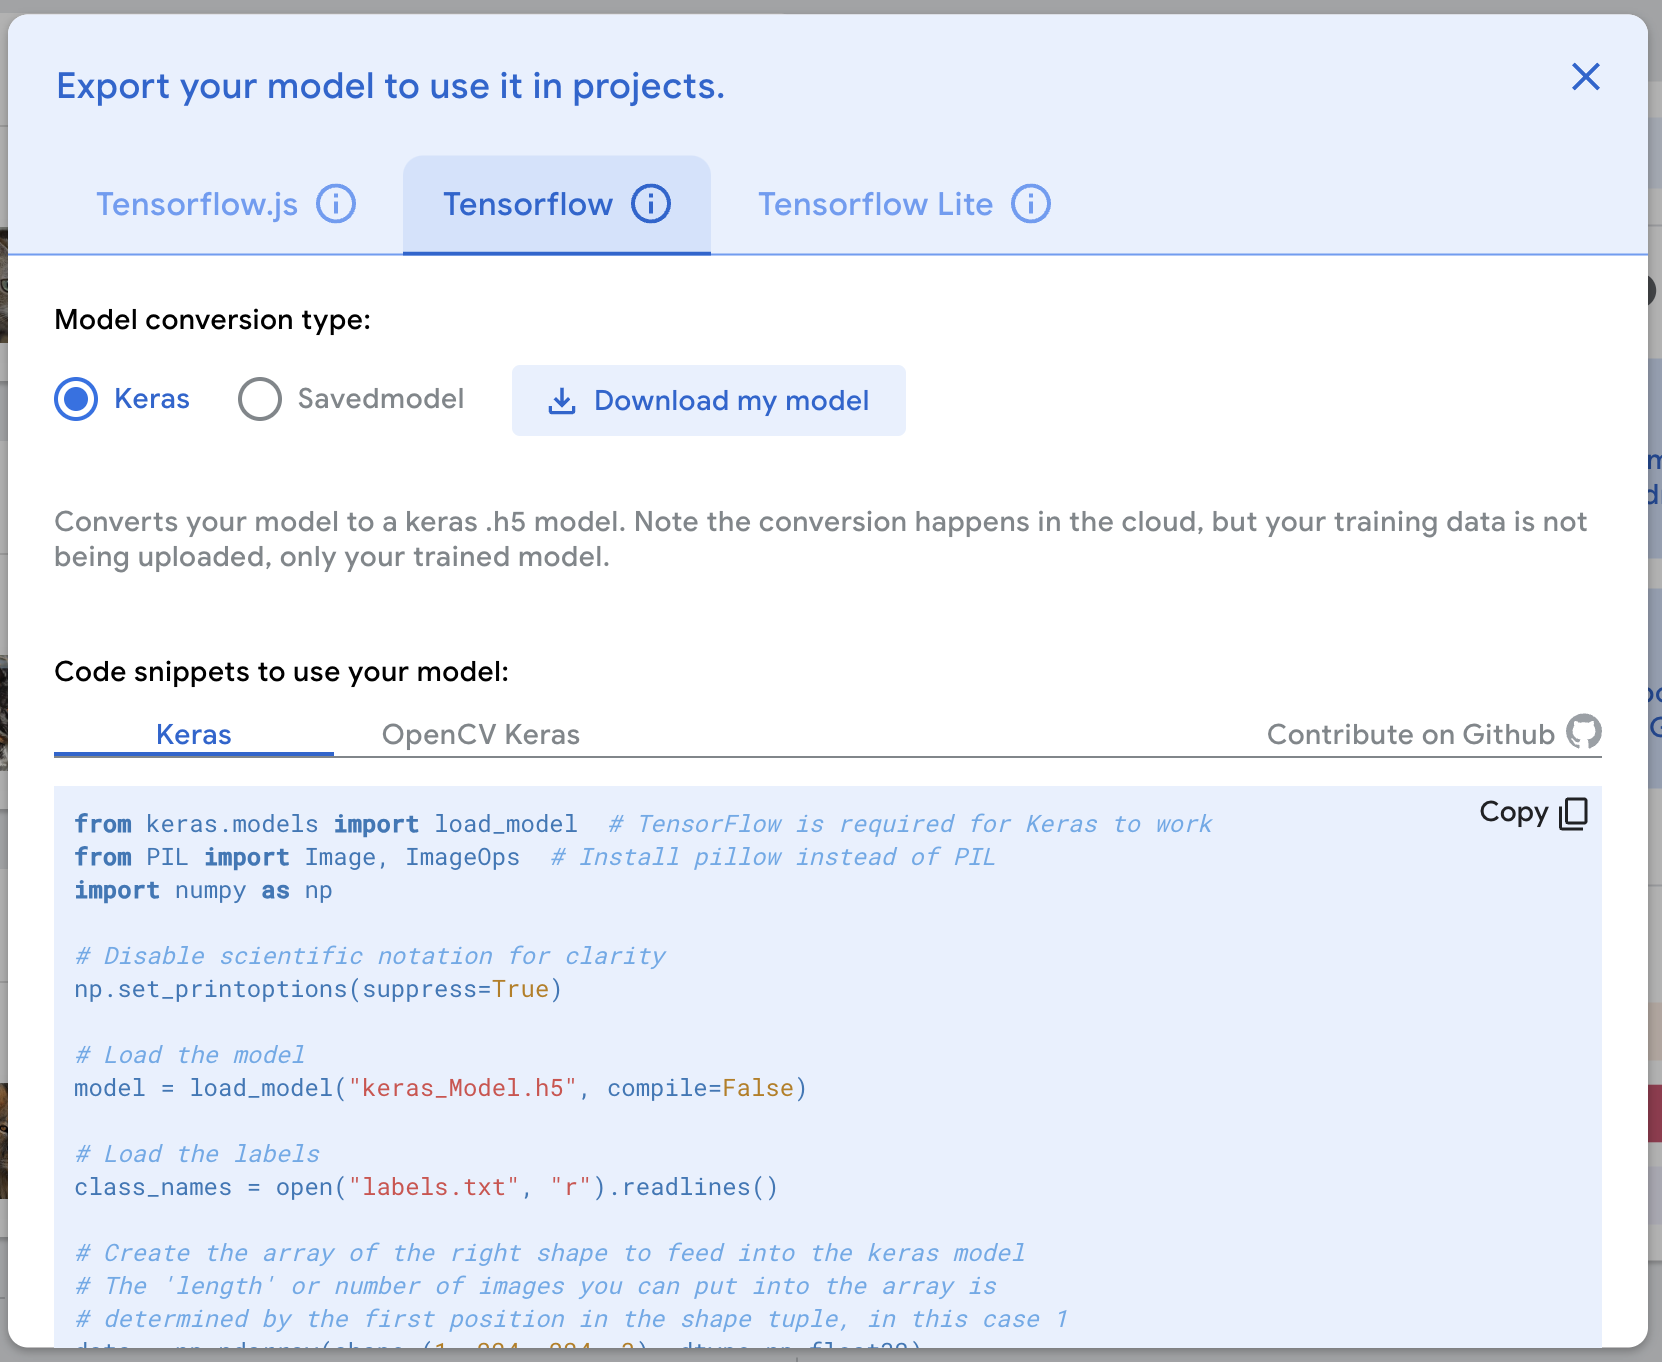 Export your model to use it in projects.
Tensorflow.js
Tensorflow
Tensorflow Lite
Model conversion type:
Keras
Savedmodel
Download my model
Converts your model to a keras .h5 model. Note the conversion happens in the cloud, but your training data is not
being uploaded, only your trained model.
Code snippets to use your model:
Keras
OpenCV Keras
Contribute on Github
Copy
from keras.models import load_model  # TensorFlow is required for Keras to work
from PIL import Image, ImageOps  # Install pillow instead of PIL
import numpy as np
# Disable scientific notation for clarity
np.set_printoptions(suppress=True)
# Load the model
model = load_model("keras_Model.h5", compile=False)
# Load the labels
class_names = open("labels.txt", "r").readlines()
# Create the array of the right shape to feed into the keras model
# The 'length' or number of images you can put into the array is
# determined by the first position in the shape tuple, in this case 1